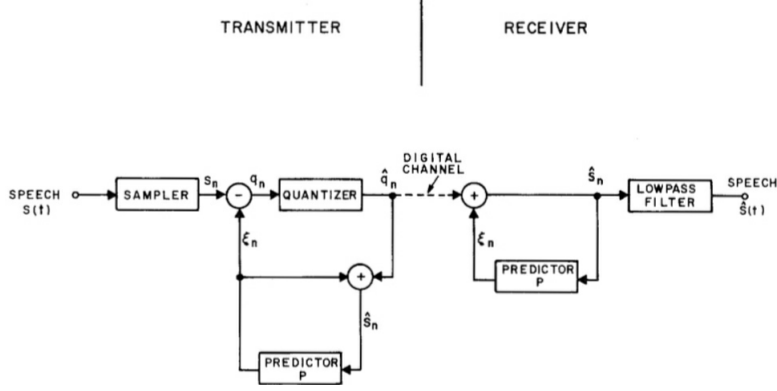 TRANSMITTER
RECEIVER
DIGITAL
CHANNEL
SPEECH
S(t)
SAMPLER
sₙ
−
qₙ
QUANTIZER
q̂ₙ
+
ŝₙ
LOWPASS
FILTER
SPEECH
ŝ(t)
ξₙ
+
ξₙ
PREDICTOR
P
ŝₙ
PREDICTOR
P